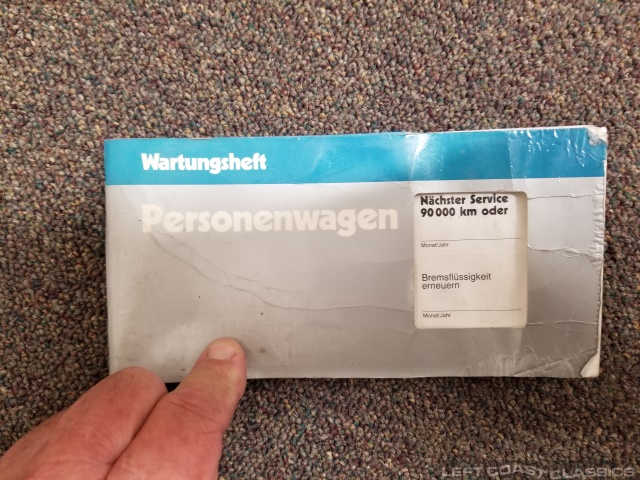 Wartungsheft
Personenwagen
Nächster Service
90 000 km oder
Monat/Jahr
Bremsflüssigkeit
erneuern
Monat/Jahr
LEFT COAST CLASSICS